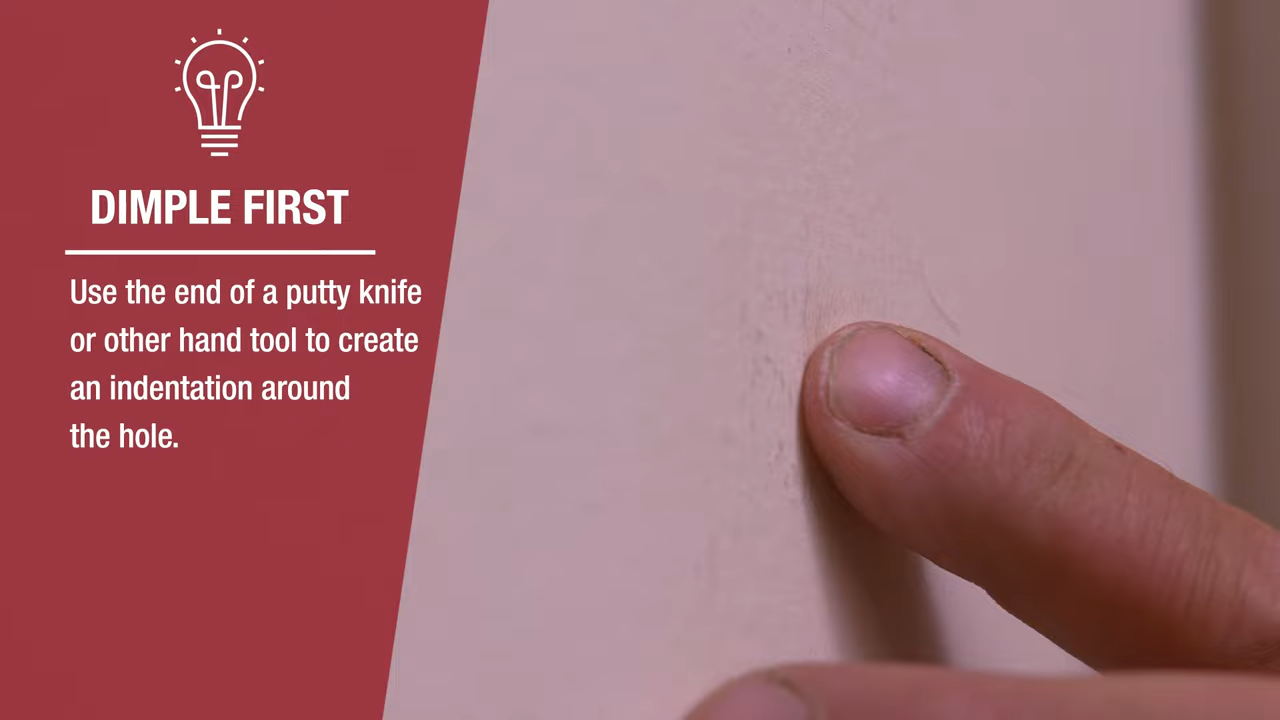 DIMPLE FIRST
Use the end of a putty knife
or other hand tool to create
an indentation around
the hole.